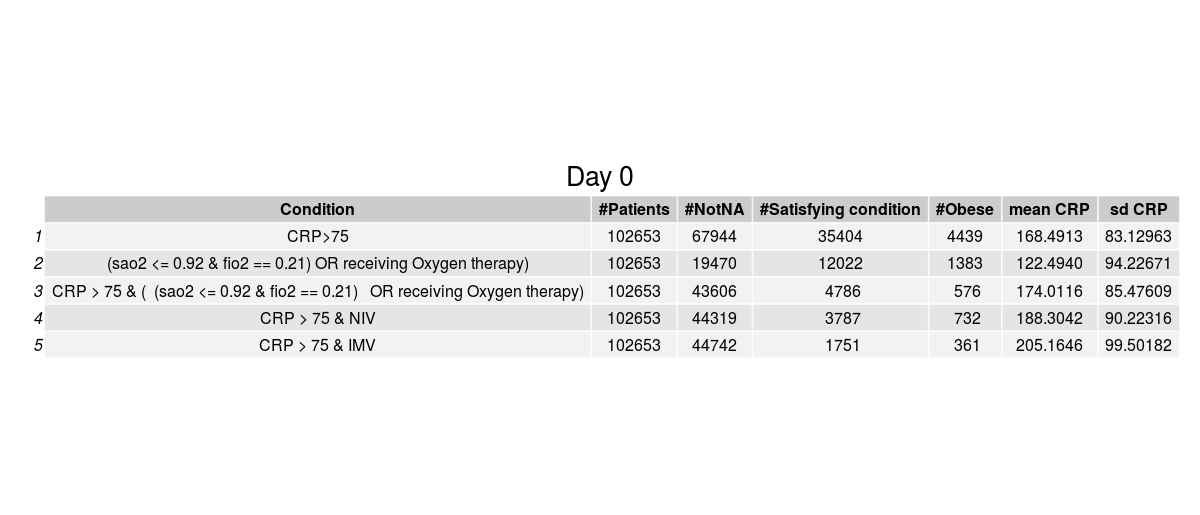 Day 0
Condition #Patients #NotNA #Satisfying condition #Obese mean CRP sd CRP
1 CRP>75 102653 67944 35404 4439 168.4913 83.12963
2 (sao2 <= 0.92 & fio2 == 0.21) OR receiving Oxygen therapy) 102653 19470 12022 1383 122.4940 94.22671
3 CRP > 75 & ( (sao2 <= 0.92 & fio2 == 0.21) OR receiving Oxygen therapy) 102653 43606 4786 576 174.0116 85.47609
4 CRP > 75 & NIV 102653 44319 3787 732 188.3042 90.22316
5 CRP > 75 & IMV 102653 44742 1751 361 205.1646 99.50182